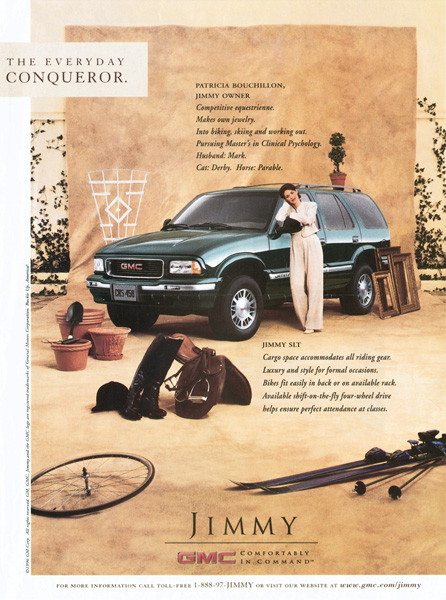 THE EVERYDAY
CONQUEROR.
PATRICIA BOUCHILLON,
JIMMY OWNER
Competitive equestrienne.
Makes own jewelry.
Into biking, skiing and working out.
Pursuing Master's in Clinical Psychology.
Husband: Mark.
Cat: Derby. Horse: Parable.
GMC
JIMMY SLT
Cargo space accommodates all riding gear.
Luxury and style for formal occasions.
Bikes fit easily in back or on available rack.
Available shift-on-the-fly four-wheel drive
helps ensure perfect attendance at classes.
©1996 GM Corp. All rights reserved. GM, GMC, Jimmy and the GMC logo are registered trademarks of General Motors Corporation. Buckle Up, America!
JIMMY
GMC COMFORTABLY
IN COMMAND™
FOR MORE INFORMATION CALL TOLL-FREE 1-888-97-JIMMY OR VISIT OUR WEBSITE AT www.gmc.com/jimmy